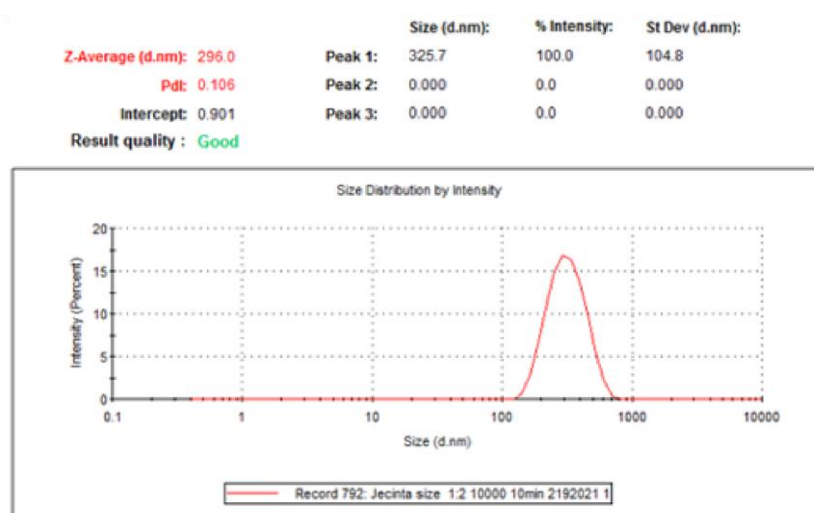 Size (d.nm): % Intensity: St Dev (d.nm):
Z-Average (d.nm): 296.0 Peak 1: 325.7 100.0 104.8
PdI: 0.106 Peak 2: 0.000 0.0 0.000
Intercept: 0.901 Peak 3: 0.000 0.0 0.000
Result quality : Good
Size Distribution by Intensity
Intensity (Percent)
20
15
10
5
0
0.1 1 10 100 1000 10000
Size (d.nm)
Record 792: Jecinta size 1:2 10000 10min 2192021 1